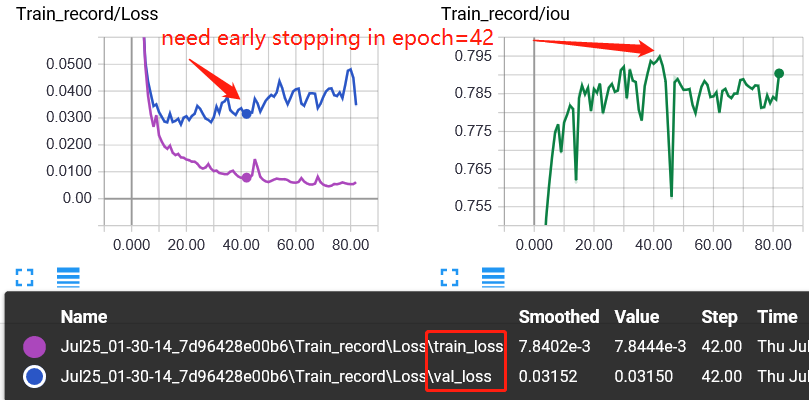 Train_record/Loss
Train_record/iou
need early stopping in epoch=42
0.0500
0.0400
0.0300
0.0200
0.0100
0.00
0.000 20.00 40.00 60.00 80.00
0.795
0.785
0.775
0.765
0.755
0.000 20.00 40.00 60.00 80.00
Name Smoothed Value Step Time
Jul25_01-30-14_7d96428e00b6\Train_record\Loss\train_loss 7.8402e-3 7.8444e-3 42.00 Thu Jul
Jul25_01-30-14_7d96428e00b6\Train_record\Loss\val_loss 0.03152 0.03150 42.00 Thu Jul